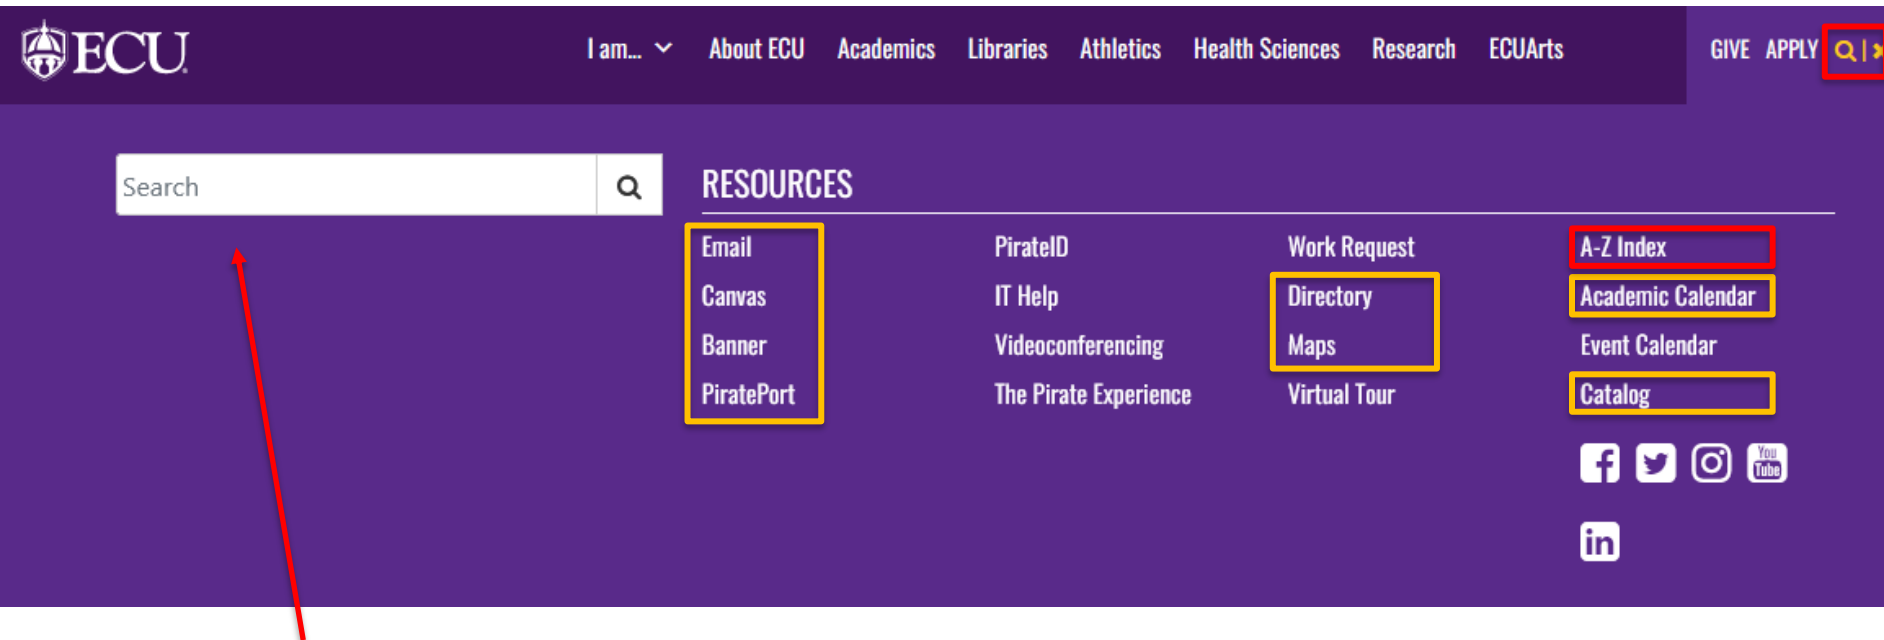 ECU
I am... About ECU Academics Libraries Athletics Health Sciences Research ECUArts GIVE APPLY
Search
RESOURCES
Email PirateID Work Request A-Z Index
Canvas IT Help Directory Academic Calendar
Banner Videoconferencing Maps Event Calendar
PiratePort The Pirate Experience Virtual Tour Catalog
You
Tube
in